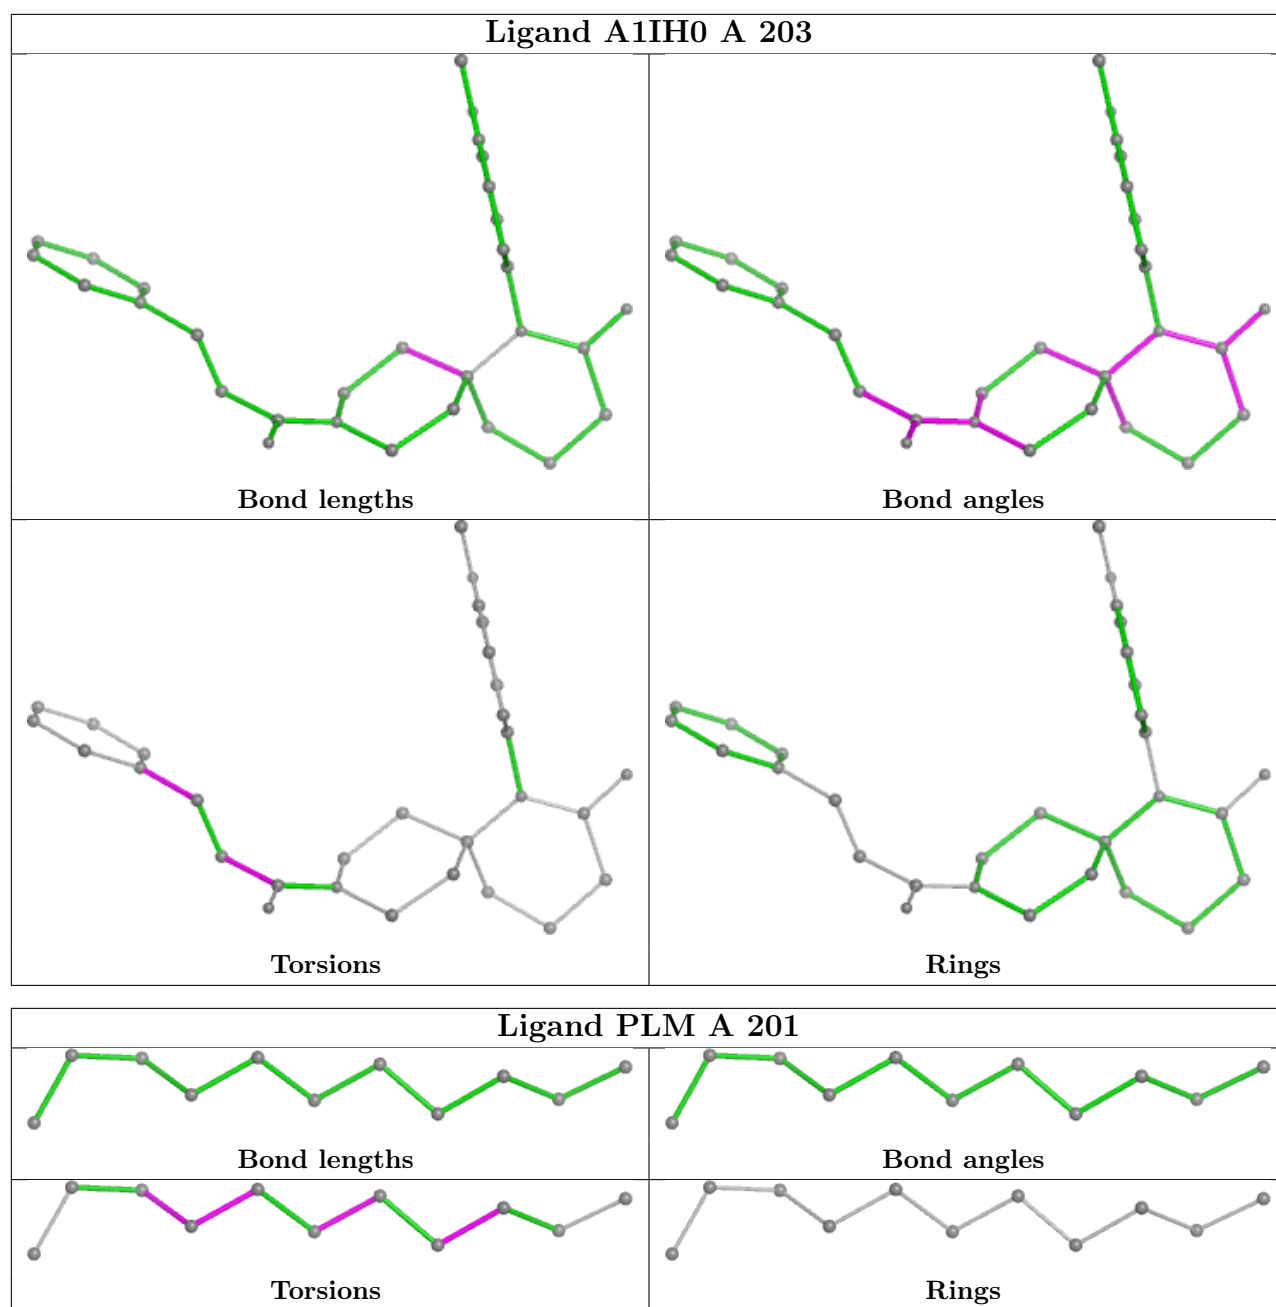 Ligand A1IH0 A 203
Bond lengths
Bond angles
Torsions
Rings
Ligand PLM A 201
Bond lengths
Bond angles
Torsions
Rings